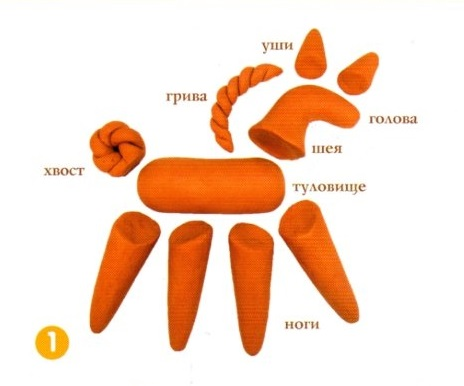 уши
грива
голова
шея
хвост
туловище
ноги
1